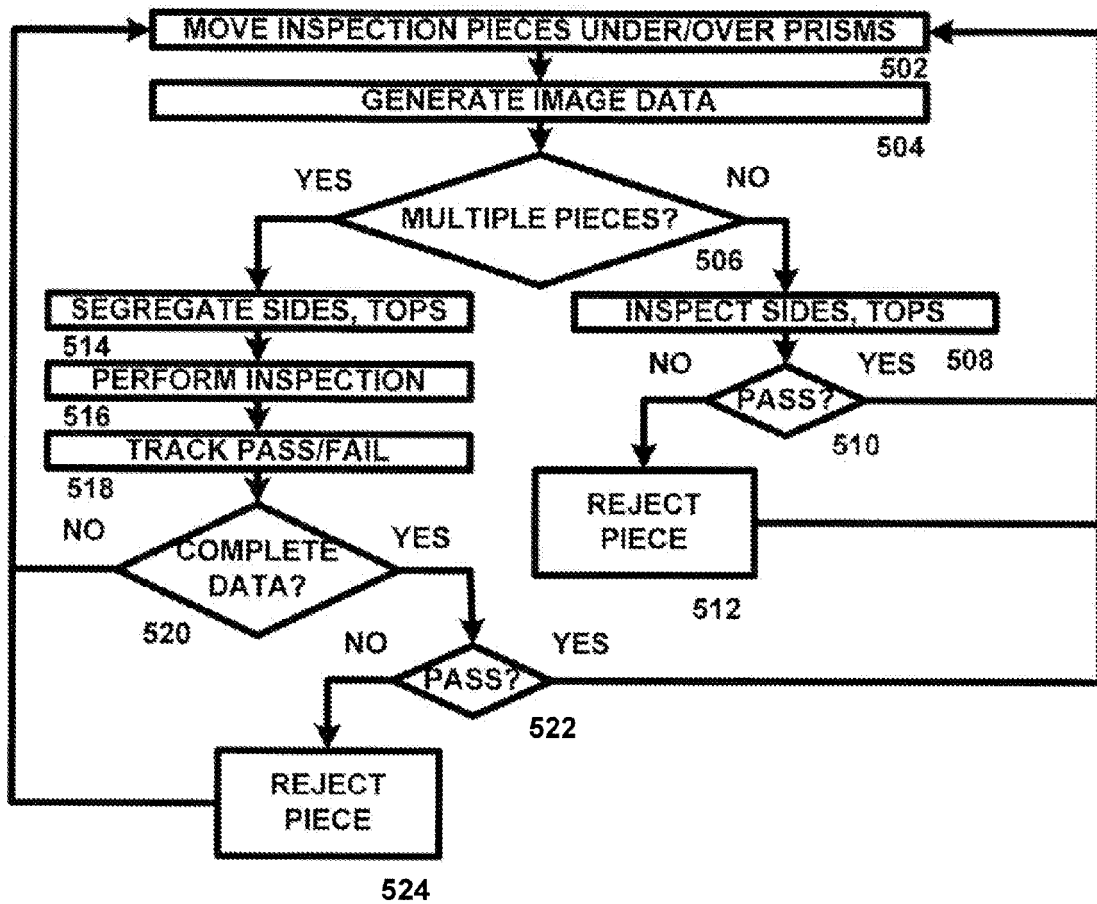 MOVE INSPECTION PIECES UNDER/OVER PRISMS
502
GENERATE IMAGE DATA
504
YES
NO
MULTIPLE PIECES?
506
SEGREGATE SIDES, TOPS
514
INSPECT SIDES, TOPS
508
PERFORM INSPECTION
516
NO
YES
PASS?
510
TRACK PASS/FAIL
518
REJECT
PIECE
512
NO
YES
COMPLETE
DATA?
520
NO
YES
PASS?
522
REJECT
PIECE
524